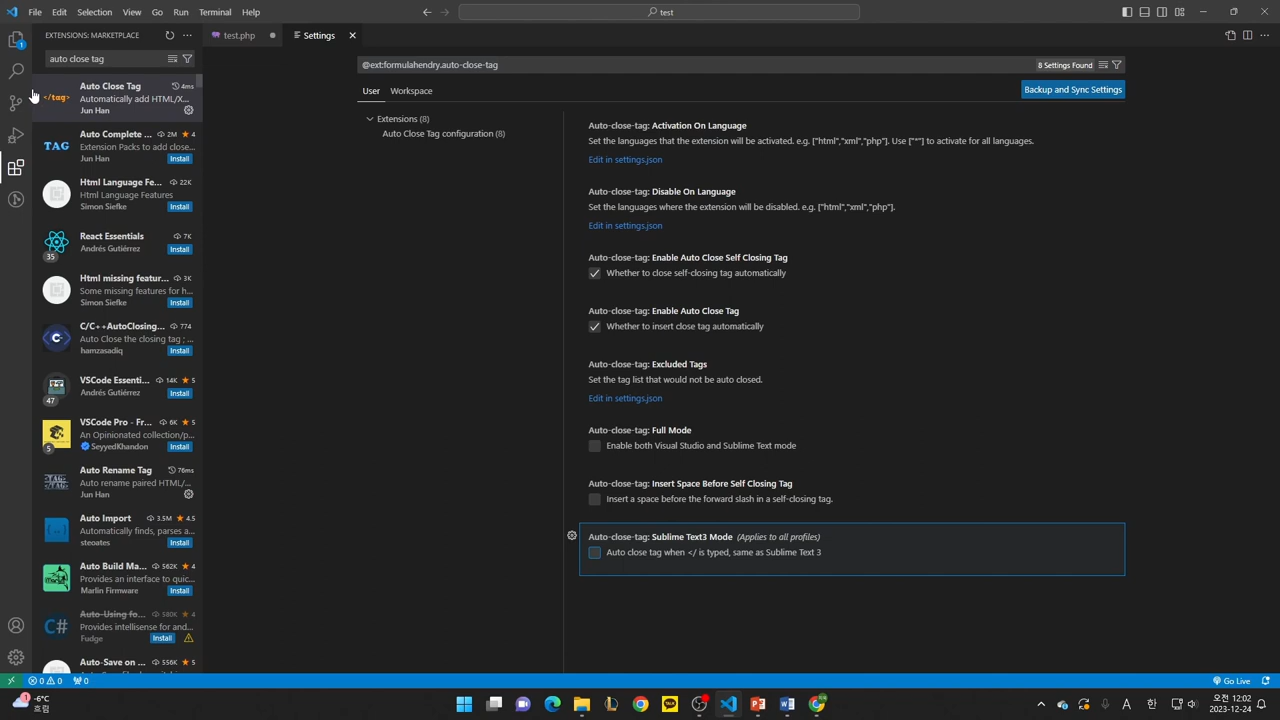 File Edit Selection View Go Run Terminal Help
test
EXTENSIONS: MARKETPLACE
test.php
Settings
auto close tag
Auto Close Tag 4ms
Automatically add HTML/X...
Jun Han
Auto Complete ... 2M 4
Extension Packs to add close...
Jun Han Install
Html Language Fe... 22K
Html Language Features
Simon Siefke Install
React Essentials 7K
Andrés Gutiérrez Install
35
Html missing featur... 3K
Some missing features for h...
Simon Siefke Install
C/C++AutoClosing... 774
Auto Close the closing tag ; ...
hamzasadiq Install
VSCode Essenti... 14K 5
Andrés Gutiérrez Install
47
VSCode Pro - Fr... 6K 5
An Opinionated collection/p...
SeyyedKhandon Install
5
Auto Rename Tag 76ms
Auto rename paired HTML/...
Jun Han
Auto Import 3.5M 4.5
Automatically finds, parses a...
steoates Install
Auto Build Ma... 562K 4
Provides an interface to quic...
Marlin Firmware Install
Auto-Using fo... 580K 4
Provides intellisense for and...
Fudge Install
Auto-Save on ... 556K 5
@ext:formulahendry.auto-close-tag
8 Settings Found
User Workspace
Backup and Sync Settings
Extensions (8)
Auto Close Tag configuration (8)
Auto-close-tag: Activation On Language
Set the languages that the extension will be activated. e.g. ["html","xml","php"]. Use ["*"] to activate for all languages.
Edit in settings.json
Auto-close-tag: Disable On Language
Set the languages where the extension will be disabled. e.g. ["html","xml","php"].
Edit in settings.json
Auto-close-tag: Enable Auto Close Self Closing Tag
Whether to close self-closing tag automatically
Auto-close-tag: Enable Auto Close Tag
Whether to insert close tag automatically
Auto-close-tag: Excluded Tags
Set the tag list that would not be auto closed.
Edit in settings.json
Auto-close-tag: Full Mode
Enable both Visual Studio and Sublime Text mode
Auto-close-tag: Insert Space Before Self Closing Tag
Insert a space before the forward slash in a self-closing tag.
Auto-close-tag: Sublime Text3 Mode (Applies to all profiles)
Auto close tag when </ is typed, same as Sublime Text 3
0 0 0
Go Live
-6°C
흐림
A 한
오전 12:02
2023-12-24